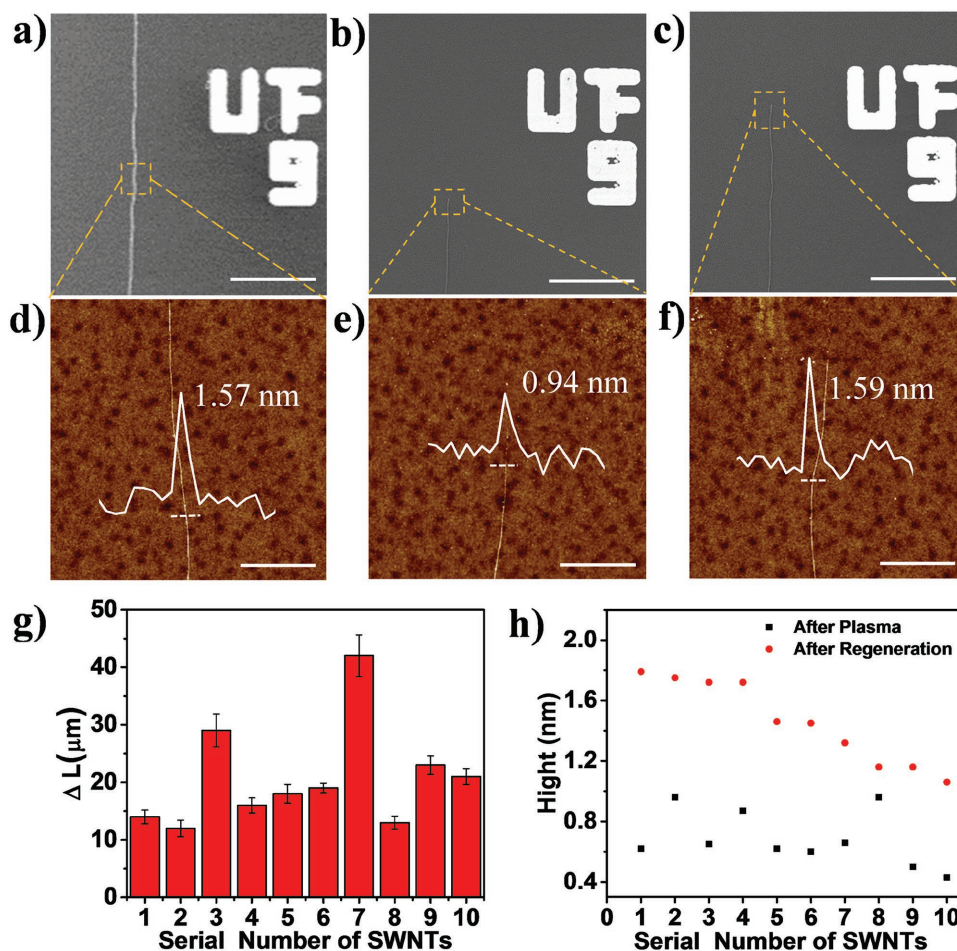 a)
UF
9
b)
UF
9
c)
UF
9
d)
1.57 nm
e)
0.94 nm
f)
1.59 nm
g)
50
40
30
20
10
0
Δ L(μm)
1 2 3 4 5 6 7 8 9 10
Serial Number of SWNTs
h)
2.0
1.6
1.2
0.8
0.4
Hight (nm)
After Plasma
After Regeneration
0 1 2 3 4 5 6 7 8 9 10
Serial Number of SWNTs